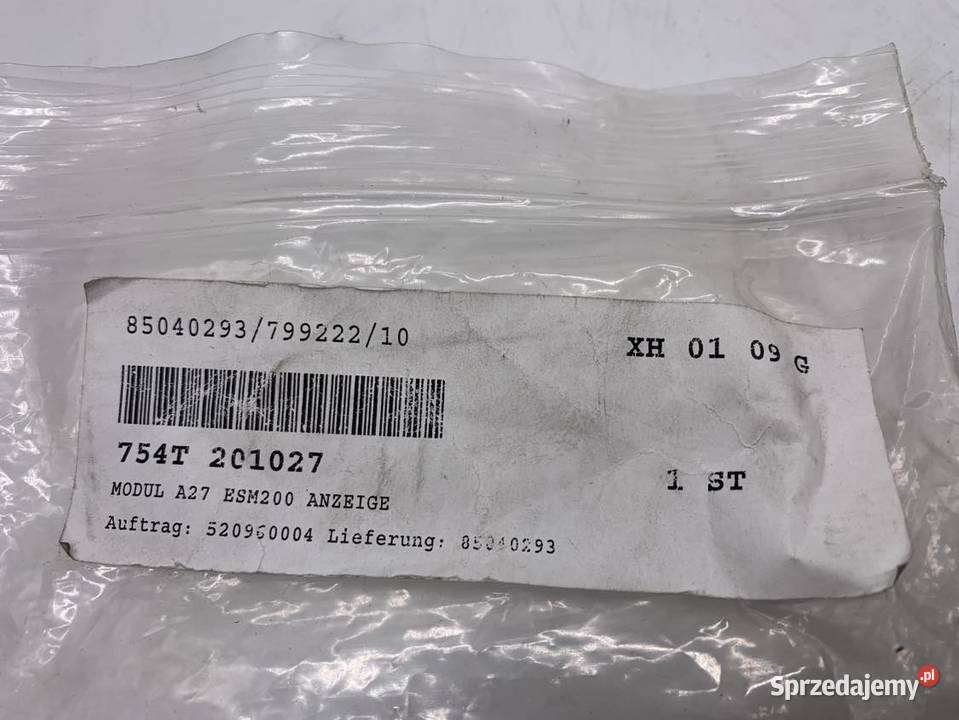 85040293/799222/10
XH 01 09 G
754T 201027
1 ST
MODUL A27 ESM200 ANZEIGE
Auftrag: 520960004 Lieferung: 85040293
Sprzedajemy.pl